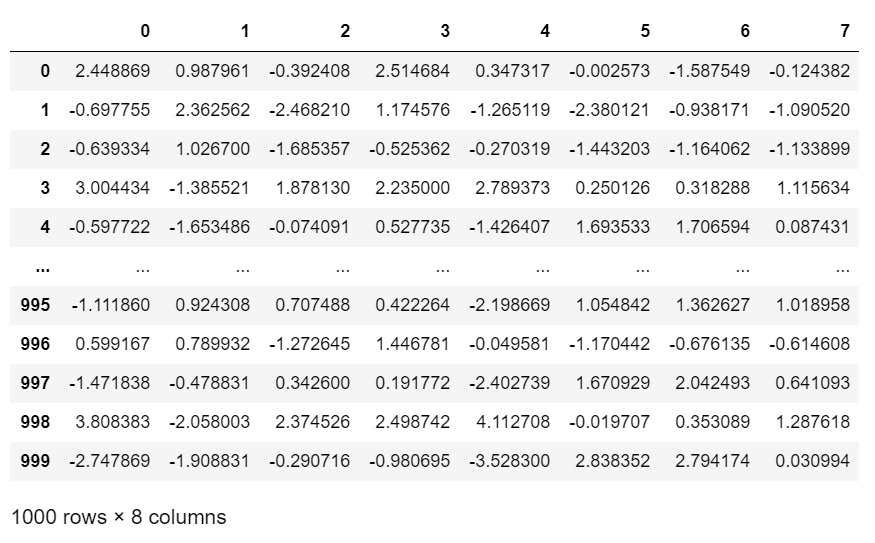 0 1 2 3 4 5 6 7
0 2.448869 0.987961 -0.392408 2.514684 0.347317 -0.002573 -1.587549 -0.124382
1 -0.697755 2.362562 -2.468210 1.174576 -1.265119 -2.380121 -0.938171 -1.090520
2 -0.639334 1.026700 -1.685357 -0.525362 -0.270319 -1.443203 -1.164062 -1.133899
3 3.004434 -1.385521 1.878130 2.235000 2.789373 0.250126 0.318288 1.115634
4 -0.597722 -1.653486 -0.074091 0.527735 -1.426407 1.693533 1.706594 0.087431
... ... ... ... ... ... ... ... ...
995 -1.111860 0.924308 0.707488 0.422264 -2.198669 1.054842 1.362627 1.018958
996 0.599167 0.789932 -1.272645 1.446781 -0.049581 -1.170442 -0.676135 -0.614608
997 -1.471838 -0.478831 0.342600 0.191772 -2.402739 1.670929 2.042493 0.641093
998 3.808383 -2.058003 2.374526 2.498742 4.112708 -0.019707 0.353089 1.287618
999 -2.747869 -1.908831 -0.290716 -0.980695 -3.528300 2.838352 2.794174 0.030994
1000 rows × 8 columns